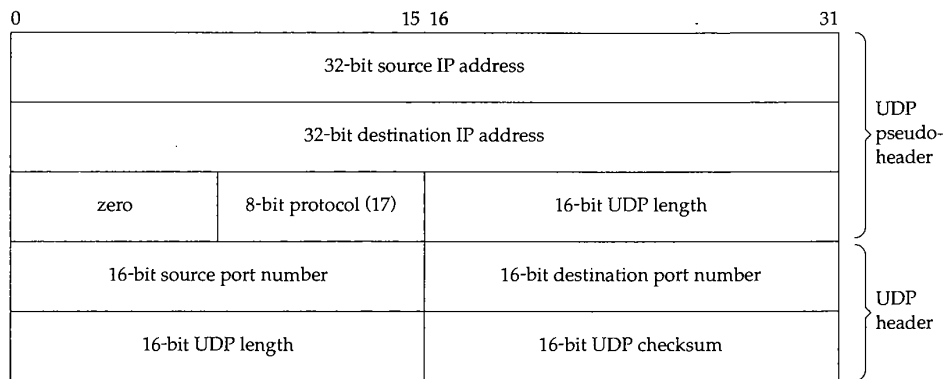 0 15 16 31
32-bit source IP address
32-bit destination IP address
UDP
pseudo-
header
zero 8-bit protocol (17) 16-bit UDP length
16-bit source port number 16-bit destination port number
UDP
header
16-bit UDP length 16-bit UDP checksum